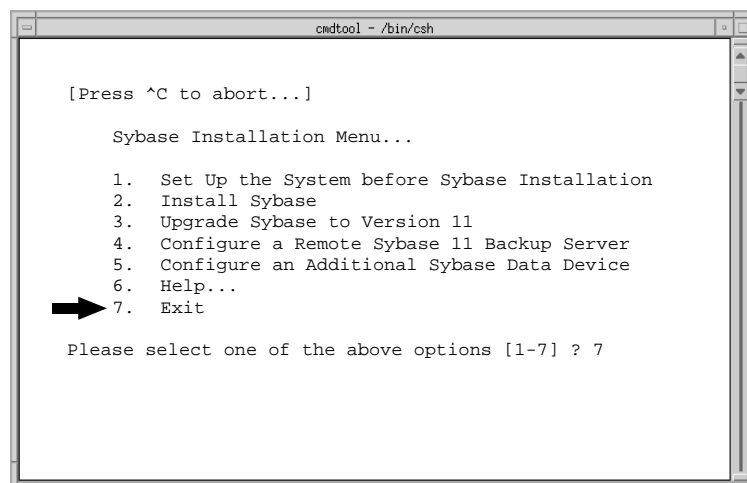 cmdtool - /bin/csh
[Press ^C to abort...]
Sybase Installation Menu...
1. Set Up the System before Sybase Installation
2. Install Sybase
3. Upgrade Sybase to Version 11
4. Configure a Remote Sybase 11 Backup Server
5. Configure an Additional Sybase Data Device
6. Help...
7. Exit
Please select one of the above options [1-7] ? 7